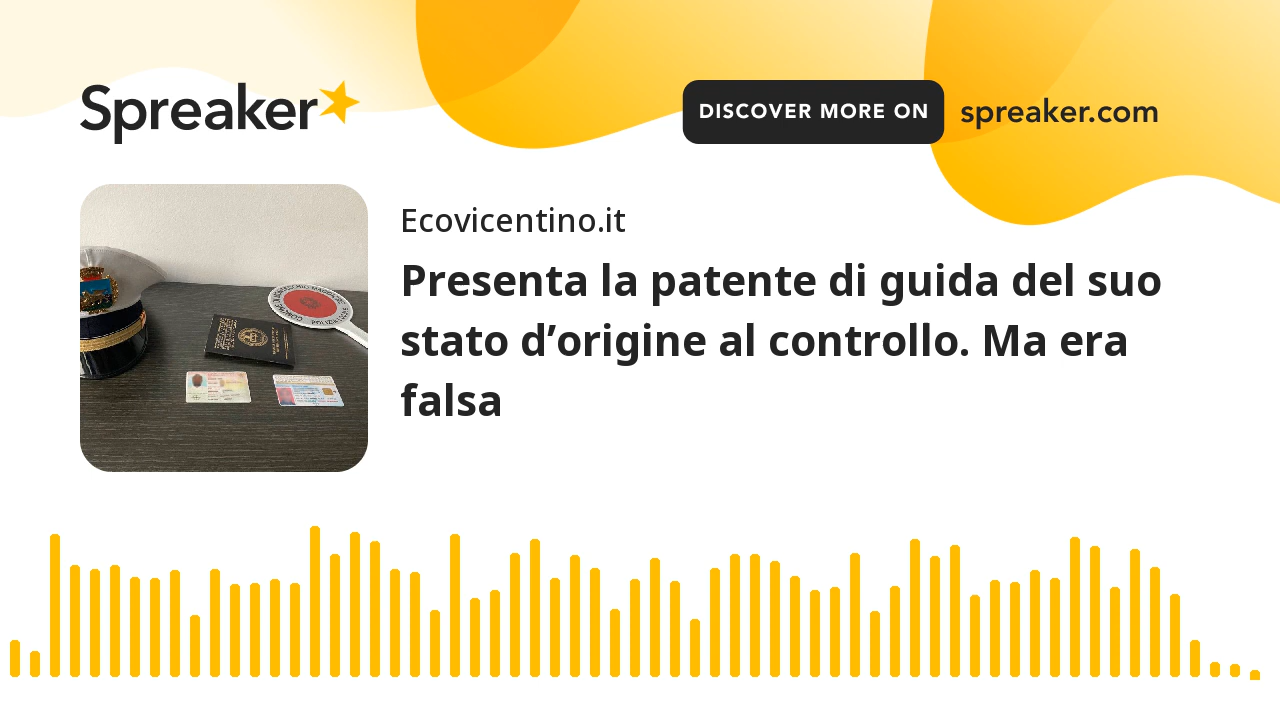 Spreaker
DISCOVER MORE ON
spreaker.com
Ecovicentino.it
Presenta la patente di guida del suo
stato d’origine al controllo. Ma era
falsa